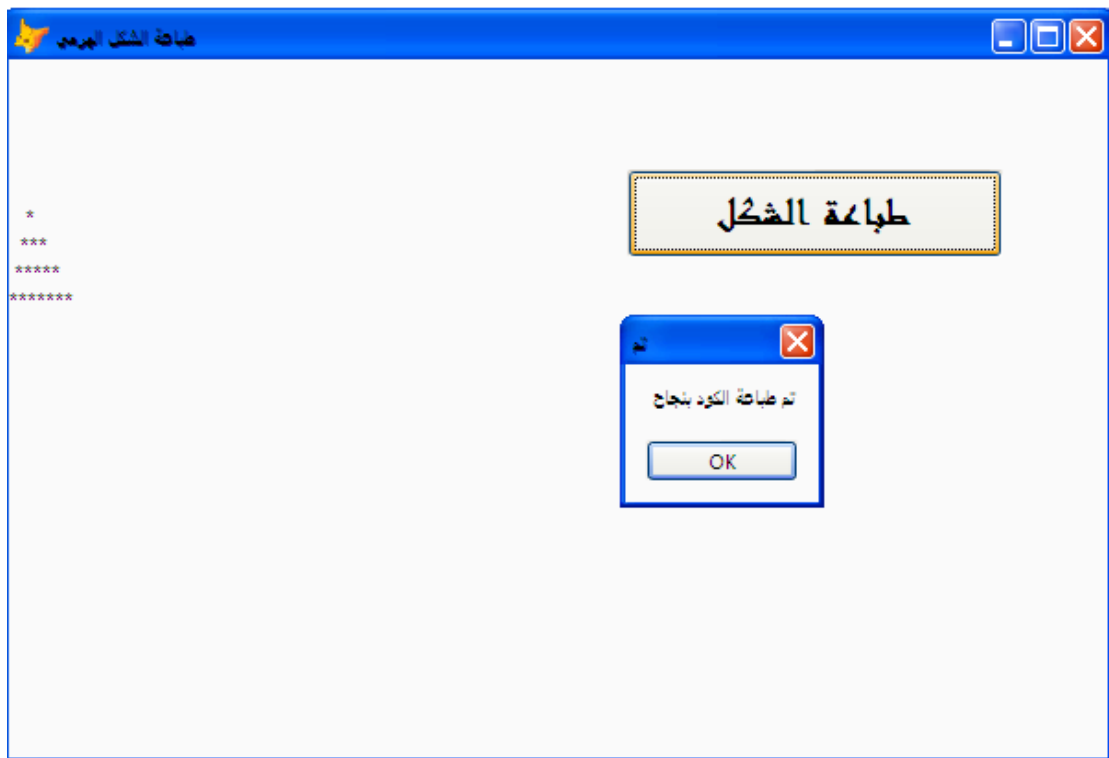 طباعة الشكل الهرمي
طباعة الشكل
*
***
*****
*******
تم
تم طباعة الكود بنجاح
OK